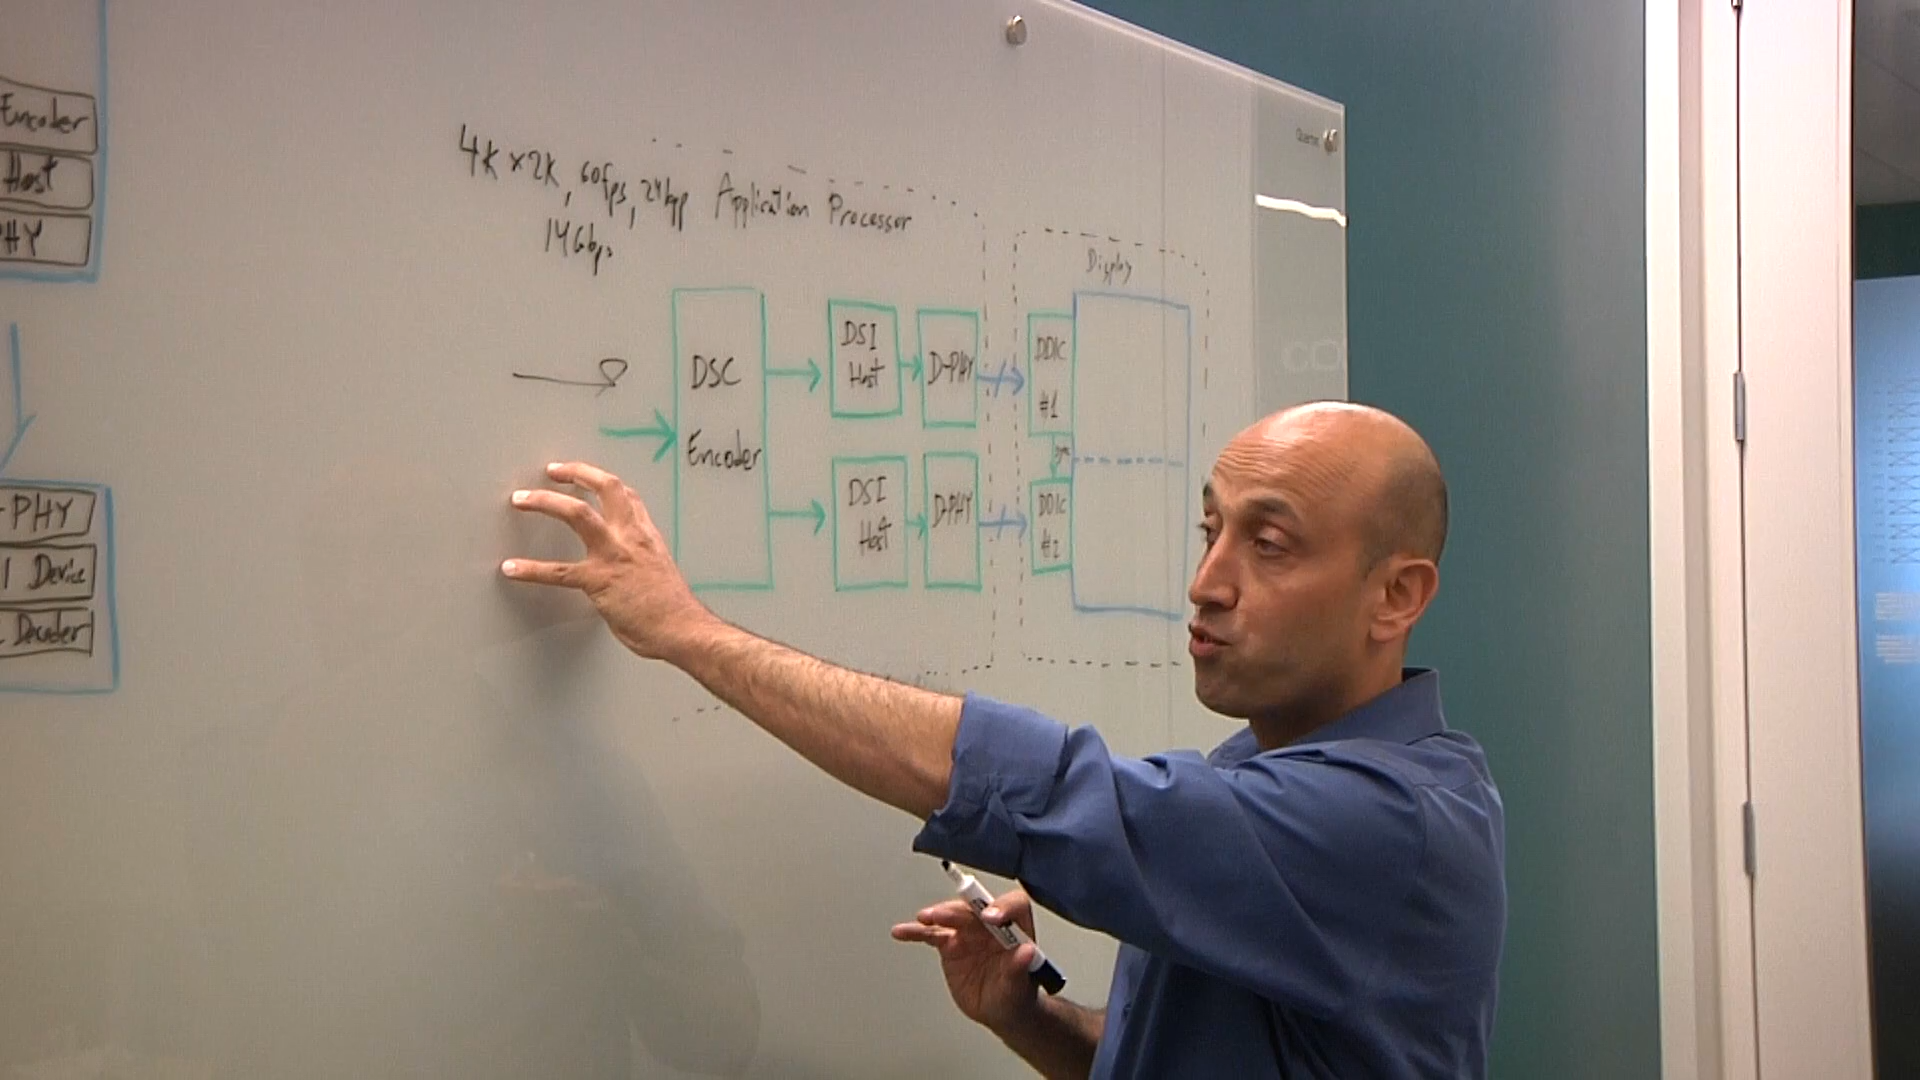 Encoder
Host
PHY
-PHY
I Device
Decoder
4K x 2K, 60fps, 24bpp
14Gbps
Application Processor
Display
DSC
Encoder
DSI
Host
D-PHY
DDIC
#1
sync
DSI
Host
D-PHY
DDIC
#2